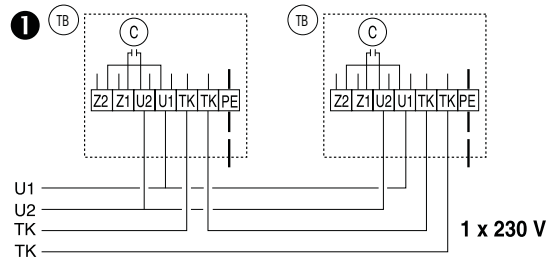 1 TB C TB C
Z2 Z1 U2 U1 TK TK PE Z2 Z1 U2 U1 TK TK PE
U1
U2
TK
TK
1 x 230 V